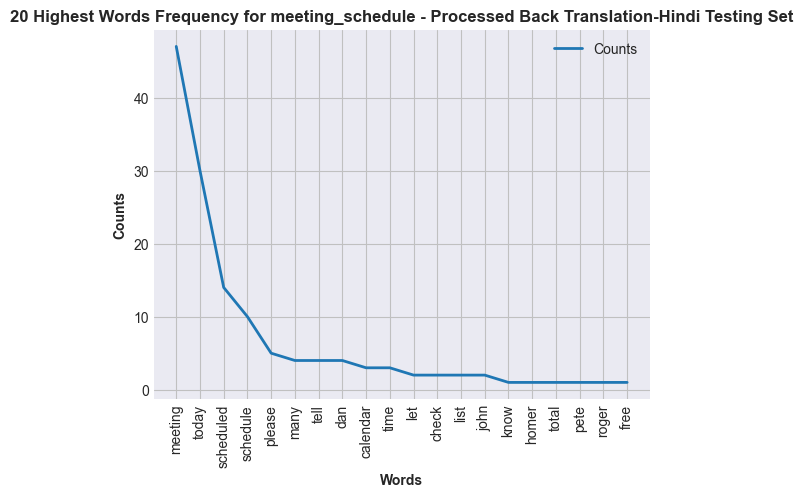 20 Highest Words Frequency for meeting_schedule - Processed Back Translation-Hindi Testing Set
Counts
40
30
20
10
0
Counts
meeting
today
scheduled
schedule
please
many
tell
dan
calendar
time
let
check
list
john
know
homer
total
pete
roger
free
Words